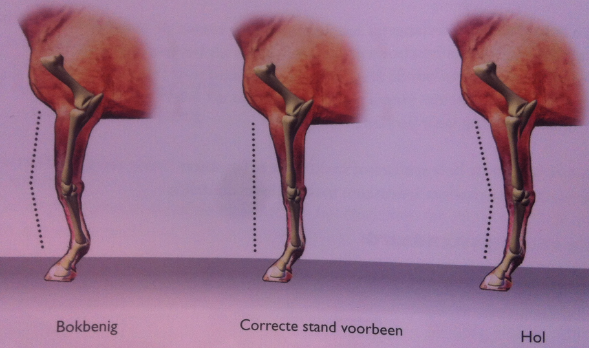 Bokbenig
Correcte stand voorbeen
Hol